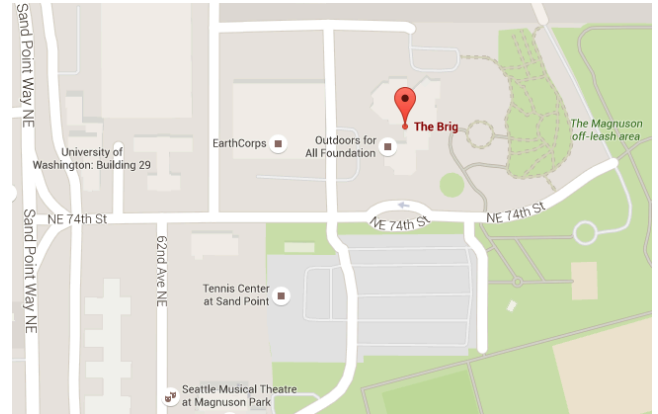 Sand Point Way NE
The Brig
EarthCorps
Outdoors for
All Foundation
The Magnuson
off-leash area
University of
Washington: Building 29
Sand Point Way NE
NE 74th St
NE 74th St
NE 74th St
62nd Ave NE
Tennis Center
at Sand Point
Seattle Musical Theatre
at Magnuson Park